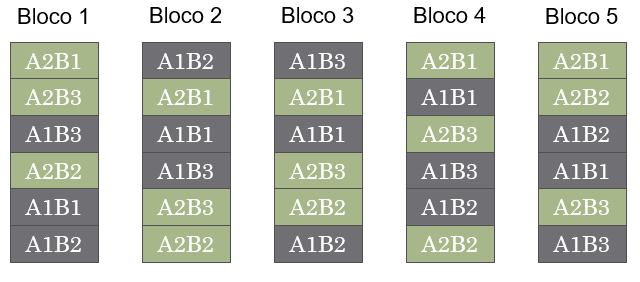 Bloco 1 Bloco 2 Bloco 3 Bloco 4 Bloco 5
A2B1 A1B2 A1B3 A2B1 A2B1
A2B3 A2B1 A2B1 A1B1 A2B2
A1B3 A1B1 A1B1 A2B3 A1B2
A2B2 A1B3 A2B3 A1B3 A1B1
A1B1 A2B3 A2B2 A1B2 A2B3
A1B2 A2B2 A1B2 A2B2 A1B3